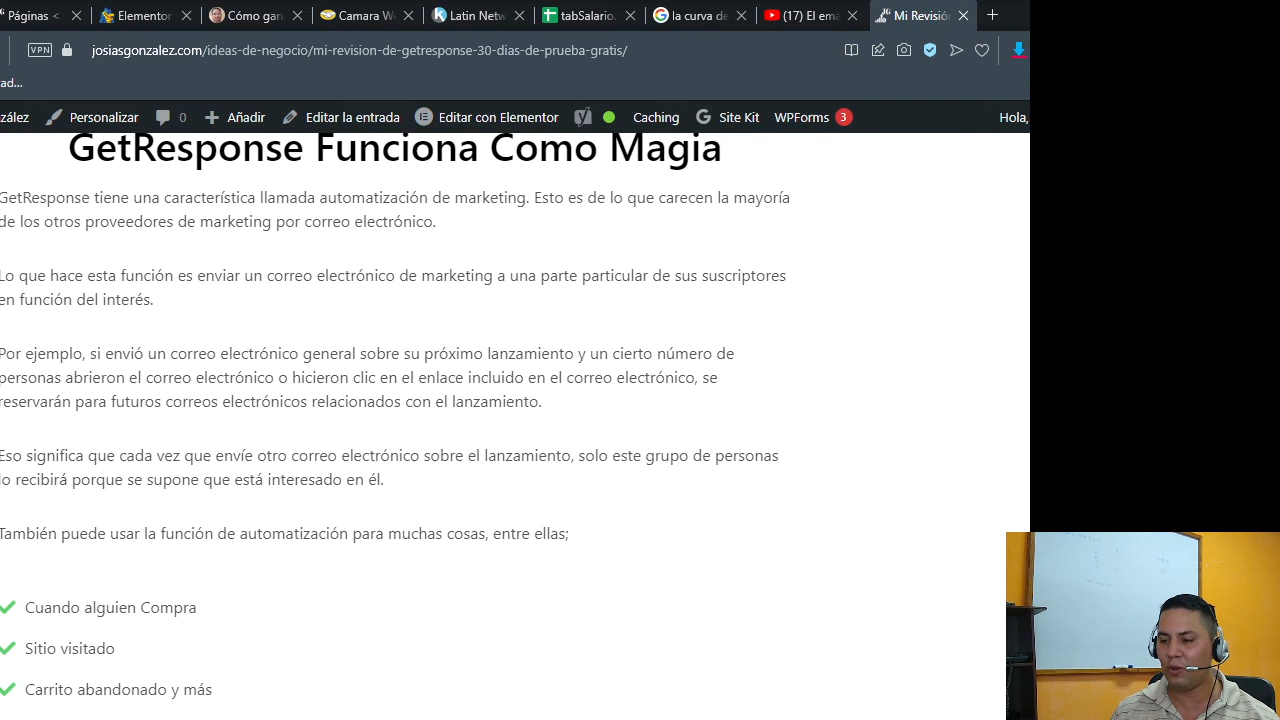 Páginas <
Elementor
Cómo gan
Camara W
Latin Netw
tabSalario.
la curva de
(17) El ema
Mi Revisió
VPN
josiasgonzalez.com/ideas-de-negocio/mi-revision-de-getresponse-30-dias-de-prueba-gratis/
ad...
zález
Personalizar
0
Añadir
Editar la entrada
Editar con Elementor
Caching
Site Kit
WPForms
3
Hola,
GetResponse Funciona Como Magia
GetResponse tiene una característica llamada automatización de marketing. Esto es de lo que carecen la mayoría
de los otros proveedores de marketing por correo electrónico.
Lo que hace esta función es enviar un correo electrónico de marketing a una parte particular de sus suscriptores
en función del interés.
Por ejemplo, si envió un correo electrónico general sobre su próximo lanzamiento y un cierto número de
personas abrieron el correo electrónico o hicieron clic en el enlace incluido en el correo electrónico, se
reservarán para futuros correos electrónicos relacionados con el lanzamiento.
Eso significa que cada vez que envíe otro correo electrónico sobre el lanzamiento, solo este grupo de personas
lo recibirá porque se supone que está interesado en él.
También puede usar la función de automatización para muchas cosas, entre ellas;
Cuando alguien Compra
Sitio visitado
Carrito abandonado y más